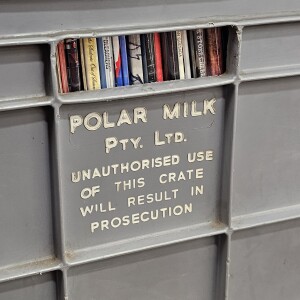 POLAR MILK
PTY. LTD.
UNAUTHORISED USE
OF THIS CRATE
WILL RESULT IN
PROSECUTION